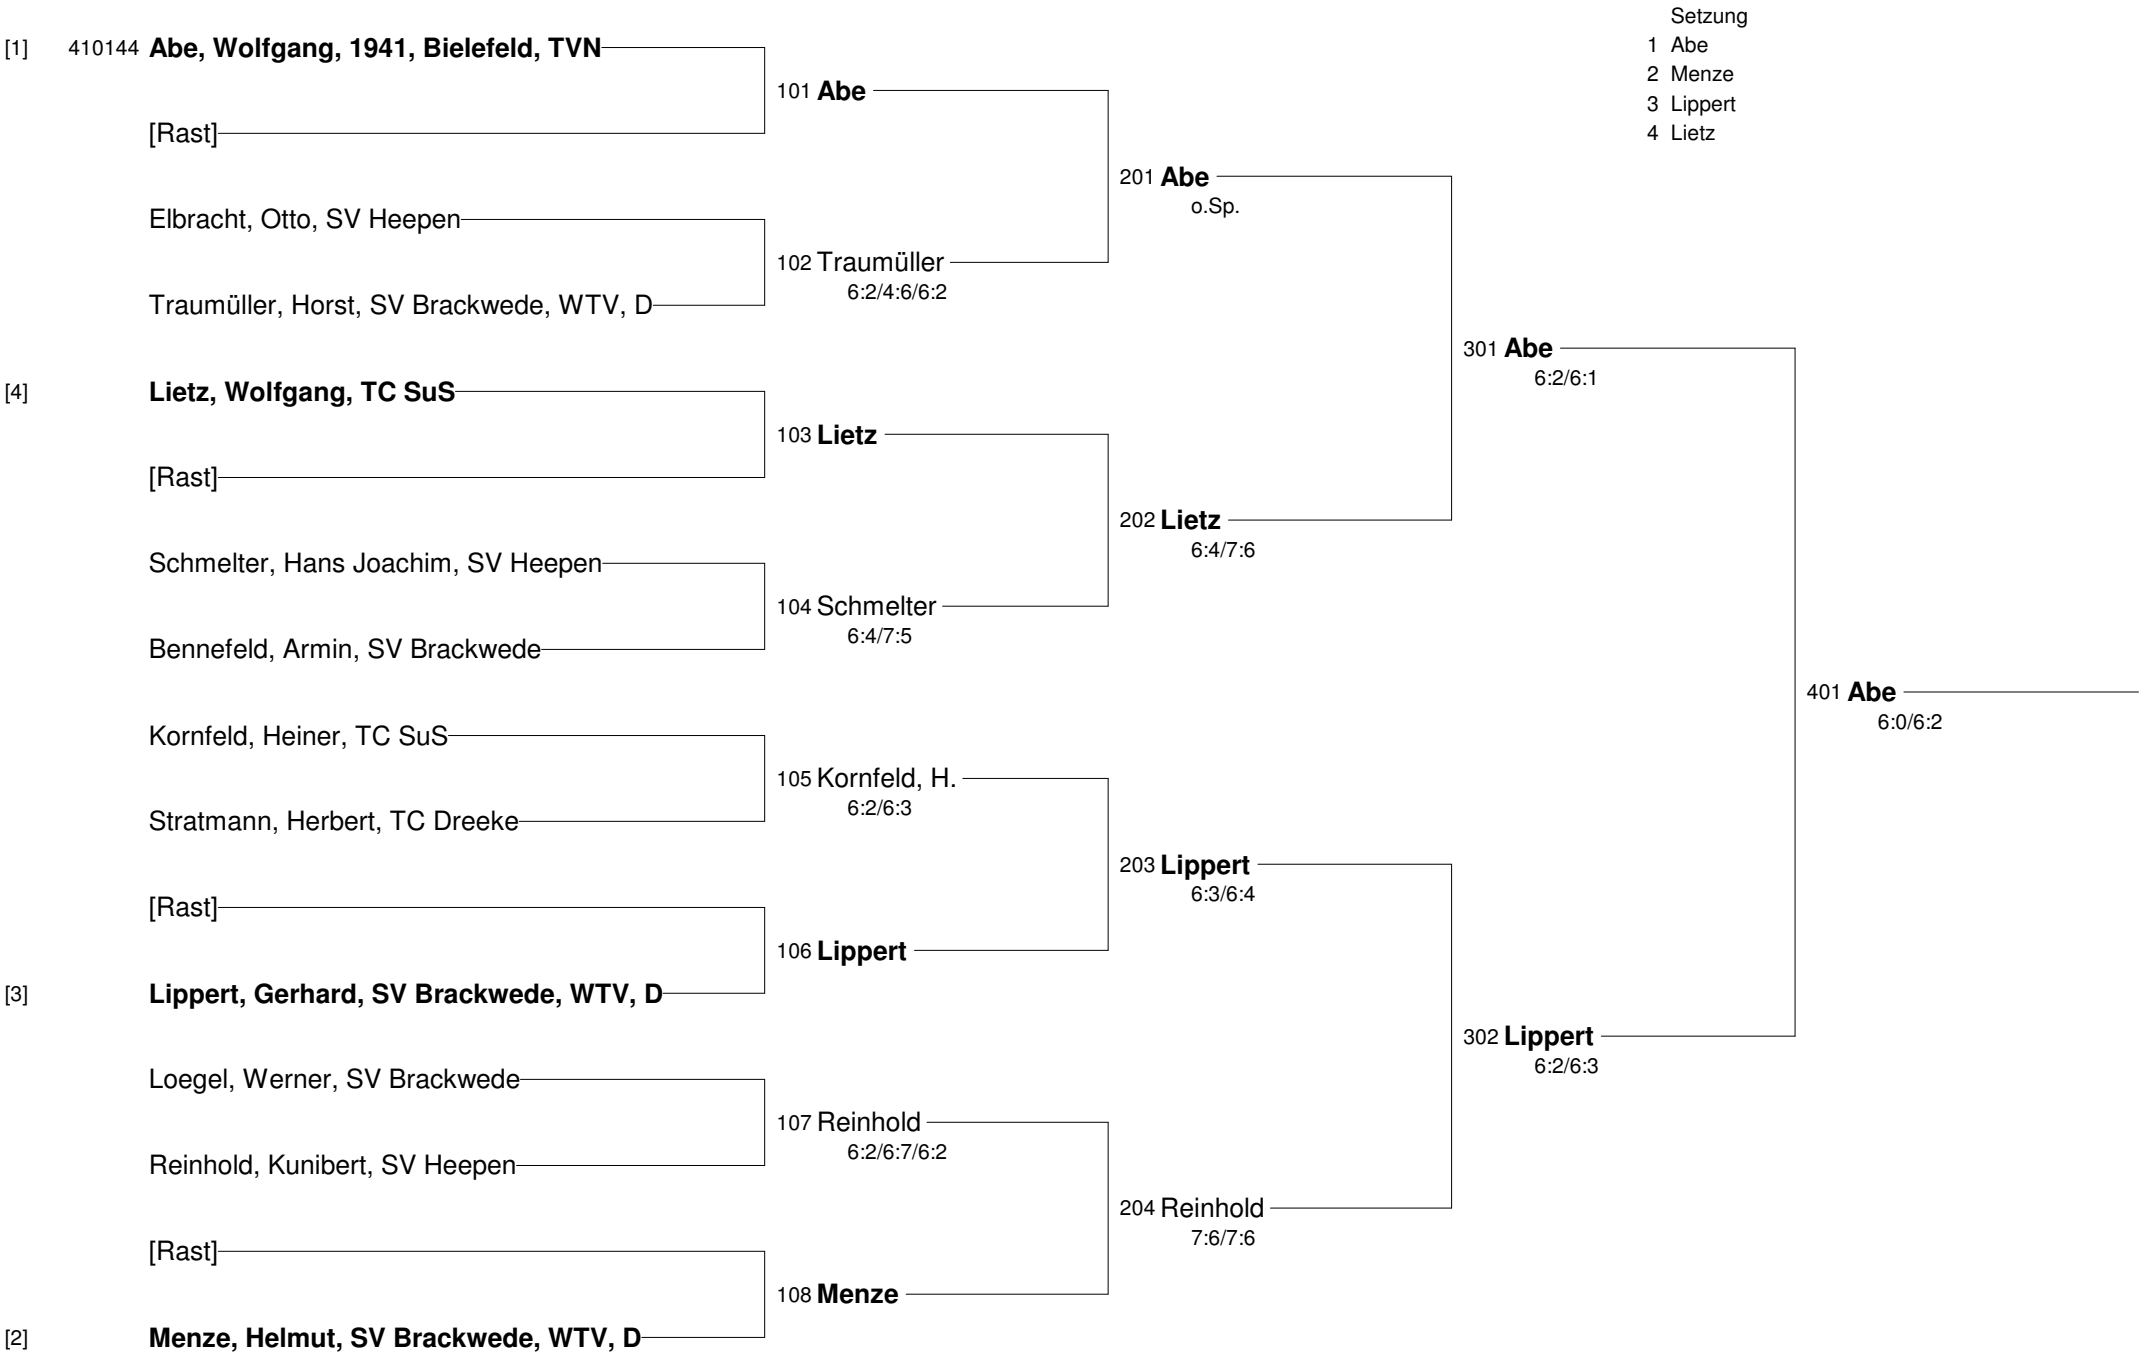 Setzung
1 Abe
2 Menze
3 Lippert
4 Lietz
[1] 410144 Abe, Wolfgang, 1941, Bielefeld, TVN
101 Abe
[Rast]
201 Abe
o.Sp.
Elbracht, Otto, SV Heepen
102 Traumüller
6:2/4:6/6:2
Traumüller, Horst, SV Brackwede, WTV, D
301 Abe
6:2/6:1
[4] Lietz, Wolfgang, TC SuS
103 Lietz
[Rast]
202 Lietz
6:4/7:6
Schmelter, Hans Joachim, SV Heepen
104 Schmelter
6:4/7:5
Bennefeld, Armin, SV Brackwede
401 Abe
6:0/6:2
Kornfeld, Heiner, TC SuS
105 Kornfeld, H.
6:2/6:3
Stratmann, Herbert, TC Dreeke
203 Lippert
6:3/6:4
[Rast]
106 Lippert
[3] Lippert, Gerhard, SV Brackwede, WTV, D
302 Lippert
6:2/6:3
Loegel, Werner, SV Brackwede
107 Reinhold
6:2/6:7/6:2
Reinhold, Kunibert, SV Heepen
204 Reinhold
7:6/7:6
[Rast]
108 Menze
[2] Menze, Helmut, SV Brackwede, WTV, D